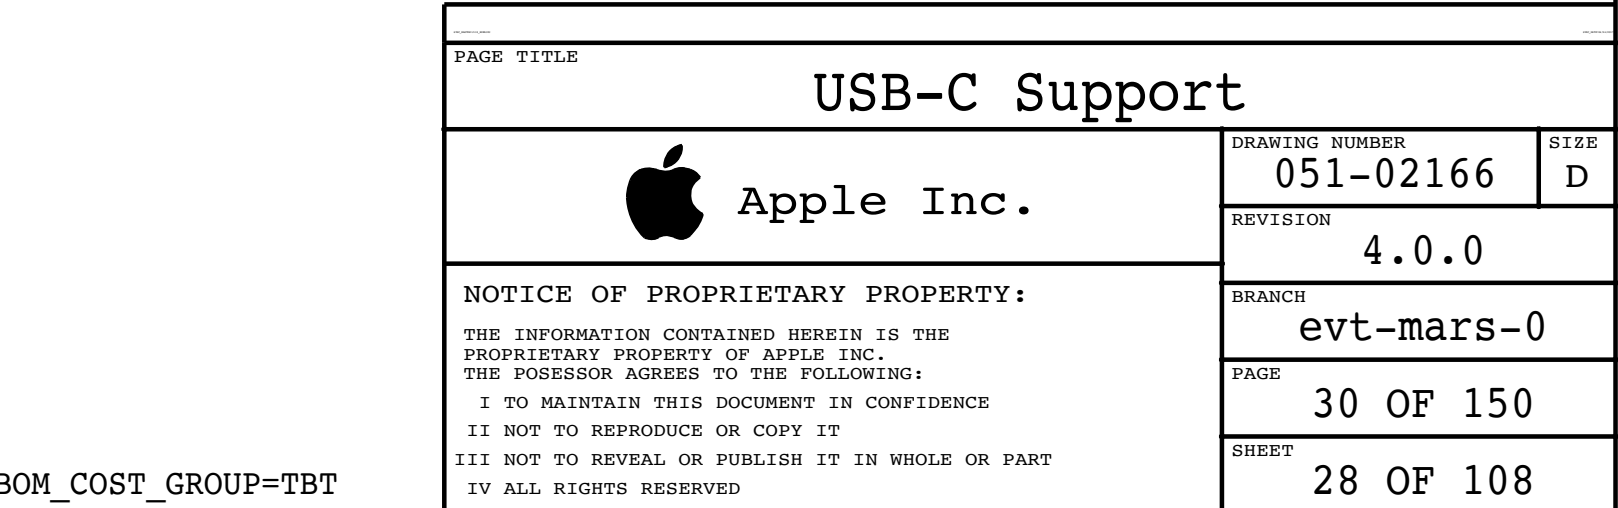 PAGE TITLE
USB-C Support
Apple Inc.
DRAWING NUMBER
051-02166
SIZE
D
REVISION
4.0.0
BRANCH
evt-mars-0
PAGE
30 OF 150
SHEET
28 OF 108
NOTICE OF PROPRIETARY PROPERTY:
THE INFORMATION CONTAINED HEREIN IS THE
PROPRIETARY PROPERTY OF APPLE INC.
THE POSESSOR AGREES TO THE FOLLOWING:
I TO MAINTAIN THIS DOCUMENT IN CONFIDENCE
II NOT TO REPRODUCE OR COPY IT
III NOT TO REVEAL OR PUBLISH IT IN WHOLE OR PART
IV ALL RIGHTS RESERVED
BOM_COST_GROUP=TBT